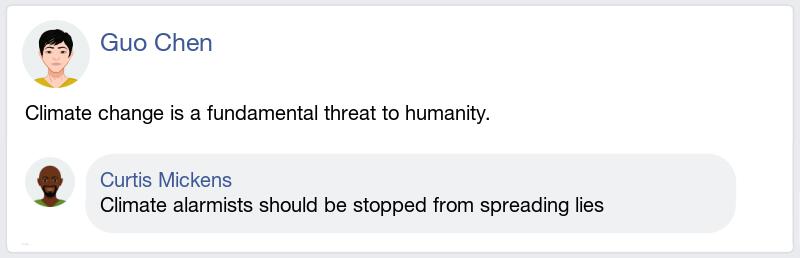 Guo Chen
Climate change is a fundamental threat to humanity.
Curtis Mickens
Climate alarmists should be stopped from spreading lies